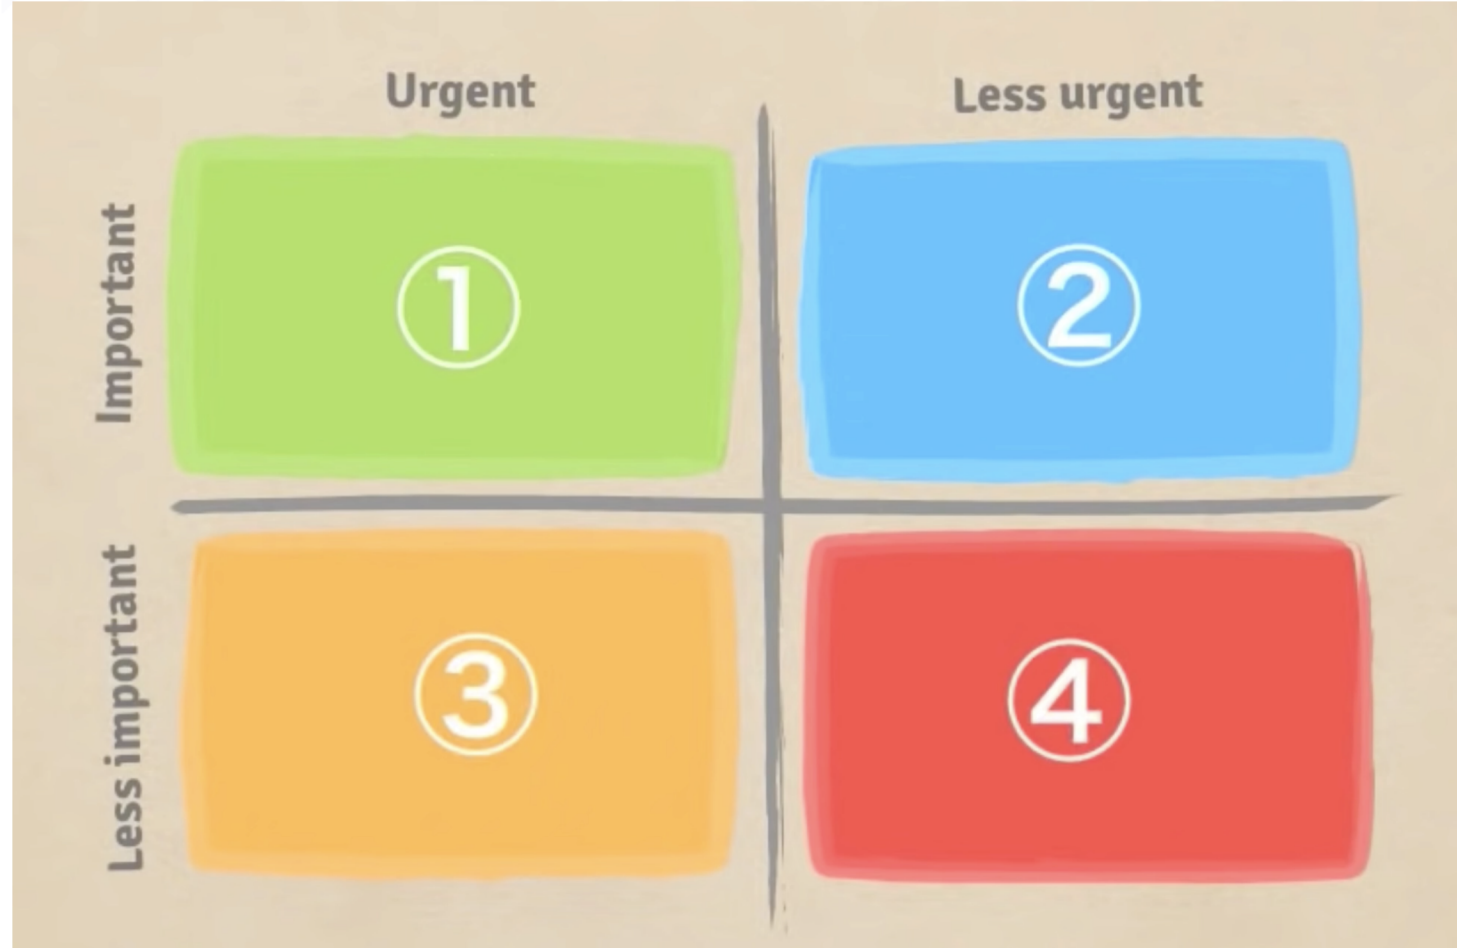 Urgent
Less urgent
Important
①
②
Less important
③
④